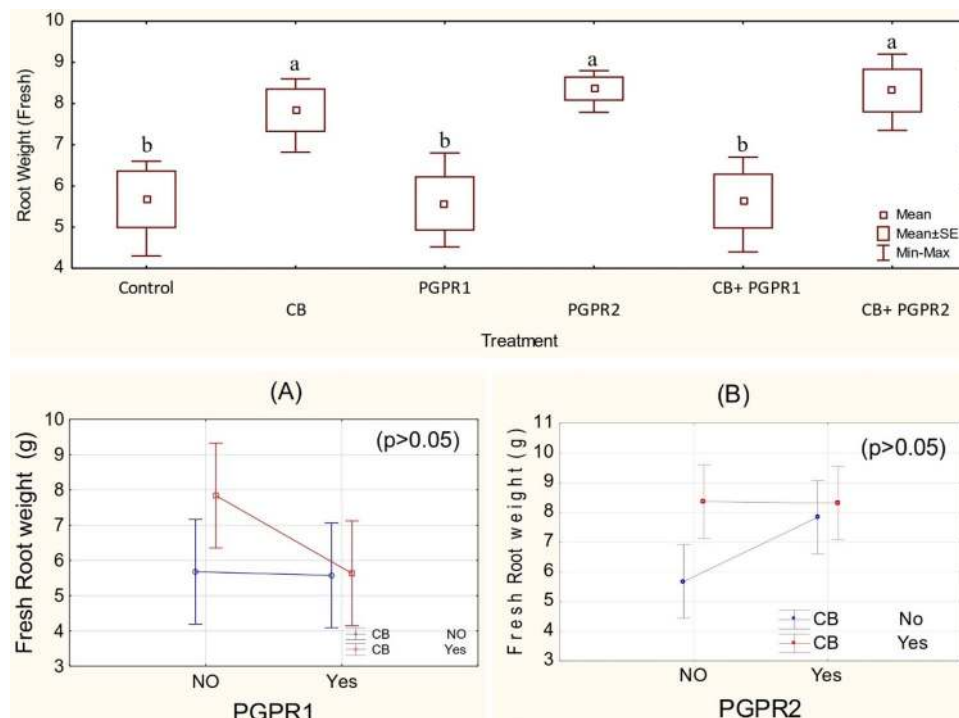 10
9
8
7
6
5
4
Root Weight (Fresh)
b
a
b
a
b
a
Mean
Mean±SE
Min-Max
Control
CB
PGPR1
PGPR2
CB+ PGPR1
CB+ PGPR2
Treatment
(A)
10
9
8
7
6
5
4
3
Fresh Root weight (g)
(p>0.05)
CB NO
CB Yes
NO Yes
PGPR1
(B)
11
10
9
8
7
6
5
4
3
Fresh Root weight (g)
(p>0.05)
CB No
CB Yes
NO Yes
PGPR2